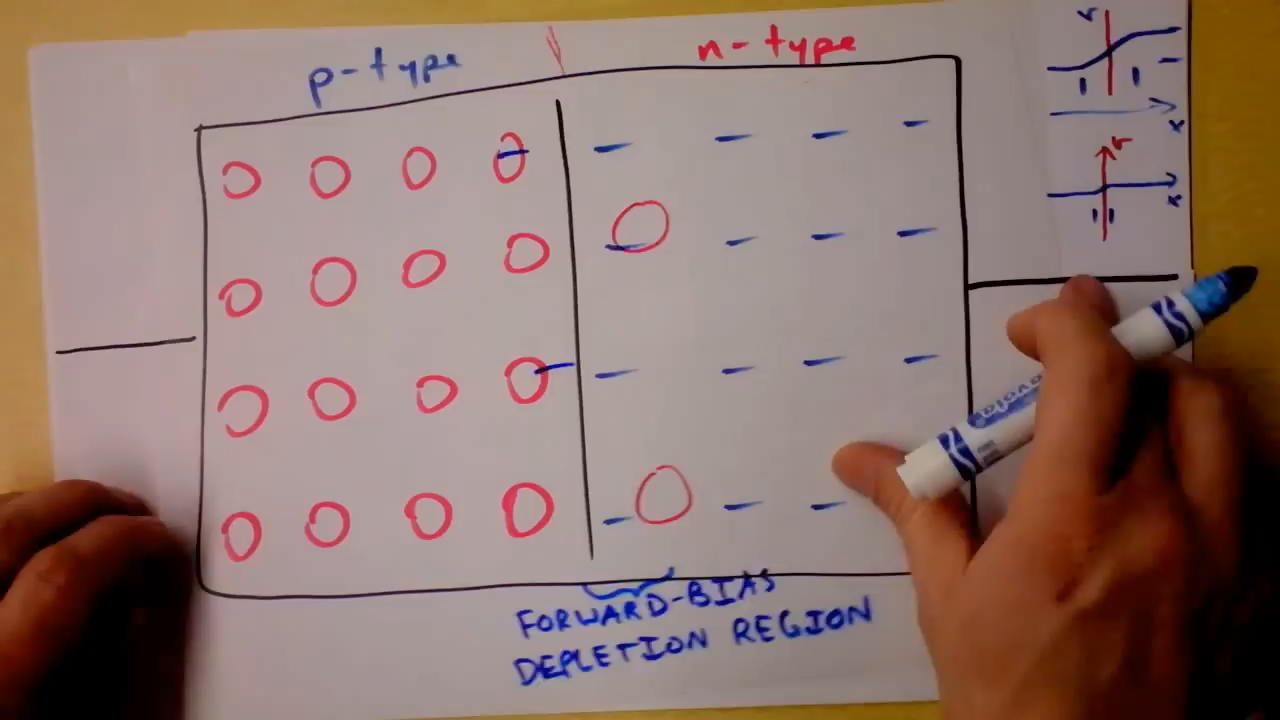 p-type
n-type
v
x
v
x
FORWARD-BIAS
DEPLETION REGION